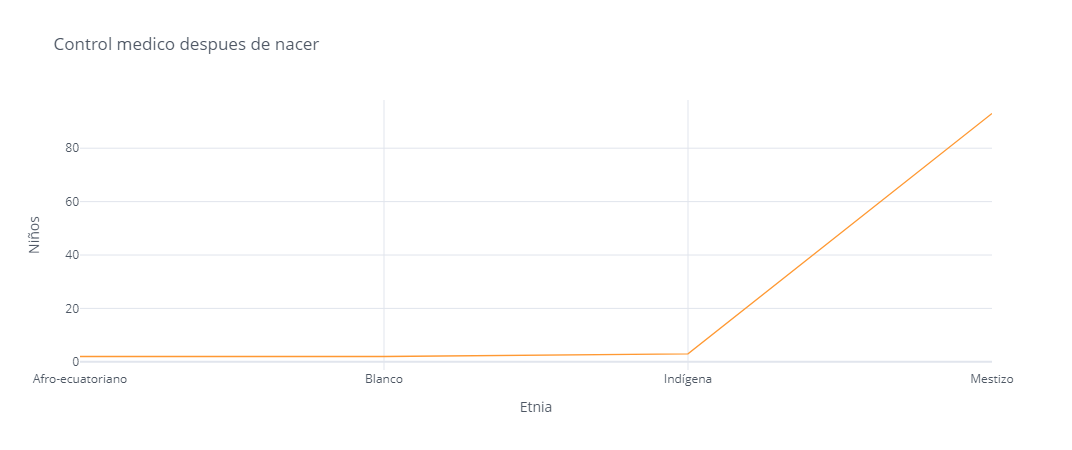 Control medico despues de nacer
80
60
40
20
0
Niños
Afro-ecuatoriano
Blanco
Indígena
Mestizo
Etnia